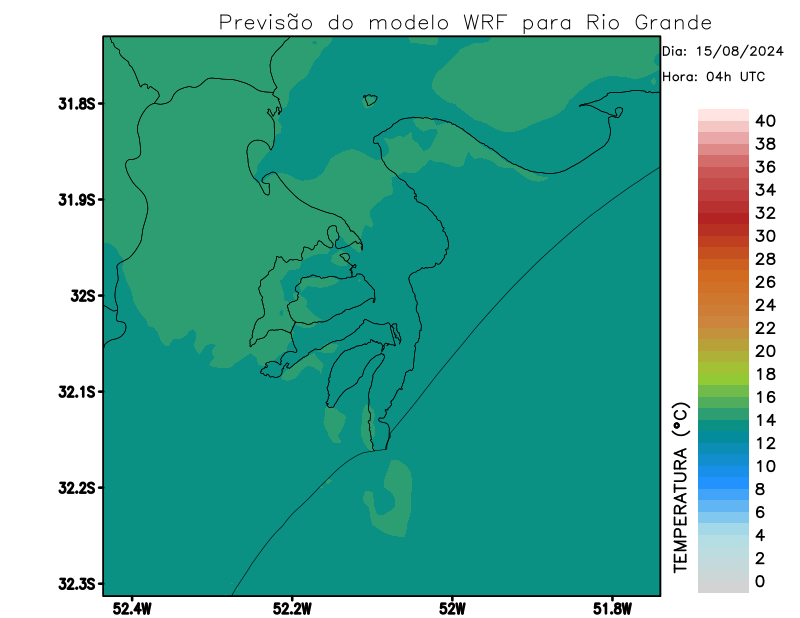 Previsão do modelo WRF para Rio Grande
Dia: 15/08/2024
Hora: 04h UTC
31.8S
31.9S
32S
32.1S
32.2S
32.3S
52.4W
52.2W
52W
51.8W
TEMPERATURA (°C)
40
38
36
34
32
30
28
26
24
22
20
18
16
14
12
10
8
6
4
2
0